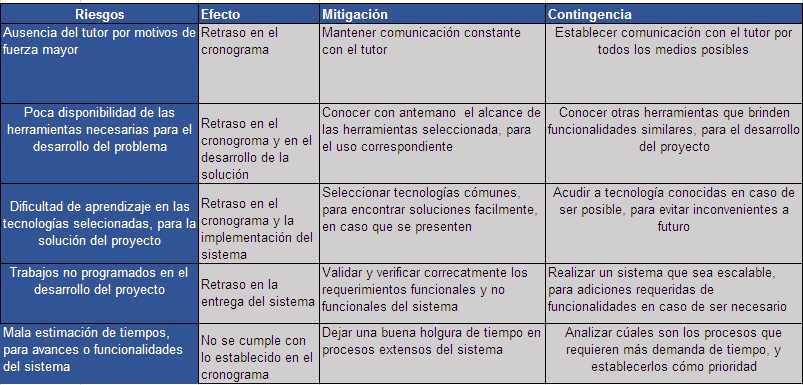 Riesgos
Efecto
Mitigación
Contingencia
Ausencia del tutor por motivos de
fuerza mayor
Retraso en el
cronograma
Mantener comunicación constante
con el tutor
Establecer comunicación con el tutor por
todos los medios posibles
Poca disponibilidad de las
herramientas necesarias para el
desarrollo del problema
Retraso en el
cronograma y en el
desarrollo de la
solución
Conocer con antemano el alcance de
las herramientas seleccionada, para
el uso correspondiente
Conocer otras herramientas que brinden
funcionalidades similares, para el desarrollo
del proyecto
Dificultad de aprendizaje en las
tecnologías selecionadas, para la
solución del proyecto
Retraso en el
cronograma y la
implementación del
sistema
Seleccionar tecnologías cómunes,
para encontrar soluciones facilmente,
en caso que se presenten
Acudir a tecnología conocidas en caso de
ser posible, para evitar inconvenientes a
futuro
Trabajos no programados en el
desarrollo del proyecto
Retraso en la
entrega del sistema
Validar y verificar correcatmente los
requerimientos funcionales y no
funcionales del sistema
Realizar un sistema que sea escalable,
para adiciones requeridas de
funcionalidades en caso de ser necesario
Mala estimación de tiempos,
para avances o funcionalidades
del sistema
No se cumple con
lo establecido en el
cronograma
Dejar una buena holgura de tiempo en
procesos extensos del sistema
Analizar cúales son los procesos que
requieren más demanda de tiempo, y
establecerlos cómo prioridad